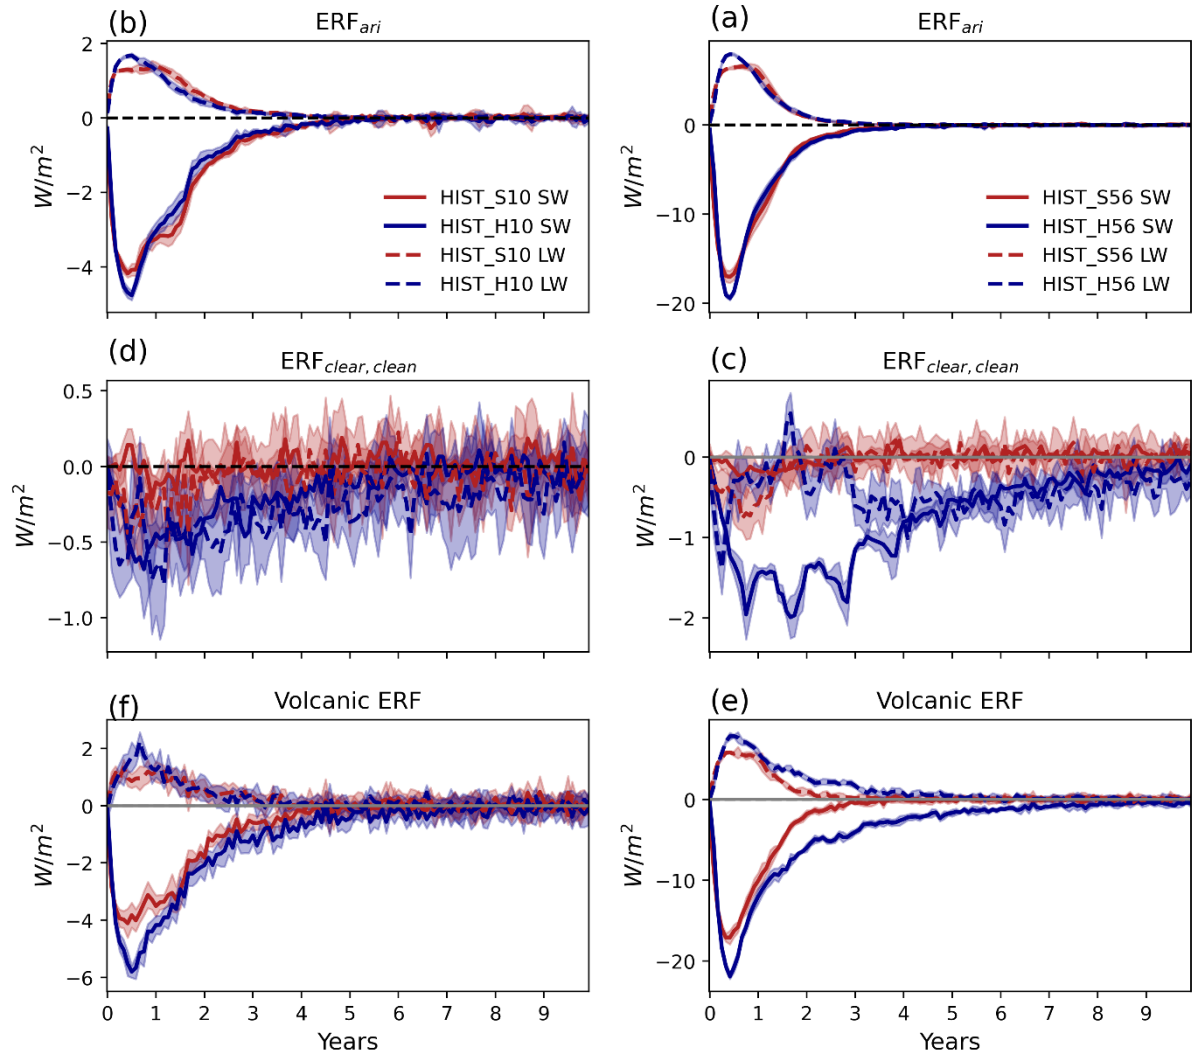 (b) ERF_ari
2
0
−2
−4
W/m²
HIST_S10 SW
HIST_H10 SW
HIST_S10 LW
HIST_H10 LW
(a) ERF_ari
0
−10
−20
W/m²
HIST_S56 SW
HIST_H56 SW
HIST_S56 LW
HIST_H56 LW
(d) ERF_clear, clean
0.5
0.0
−0.5
−1.0
W/m²
(c) ERF_clear, clean
0
−1
−2
W/m²
(f) Volcanic ERF
2
0
−2
−4
−6
W/m²
0 1 2 3 4 5 6 7 8 9
Years
(e) Volcanic ERF
0
−10
−20
W/m²
0 1 2 3 4 5 6 7 8 9
Years